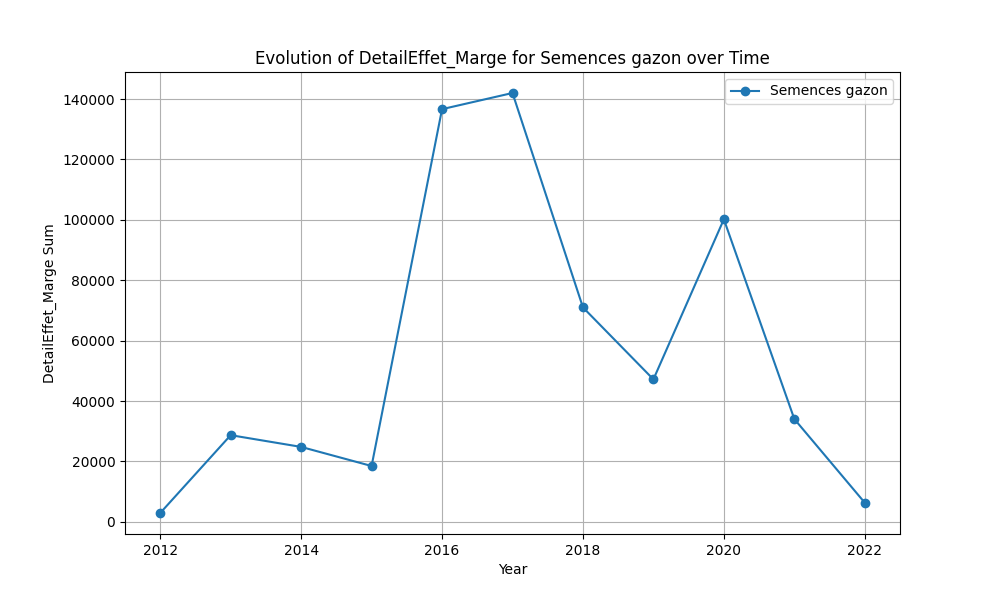 Evolution of DetailEffet_Marge for Semences gazon over Time
Semences gazon
140000
120000
100000
80000
60000
40000
20000
0
DetailEffet_Marge Sum
2012 2014 2016 2018 2020 2022
Year